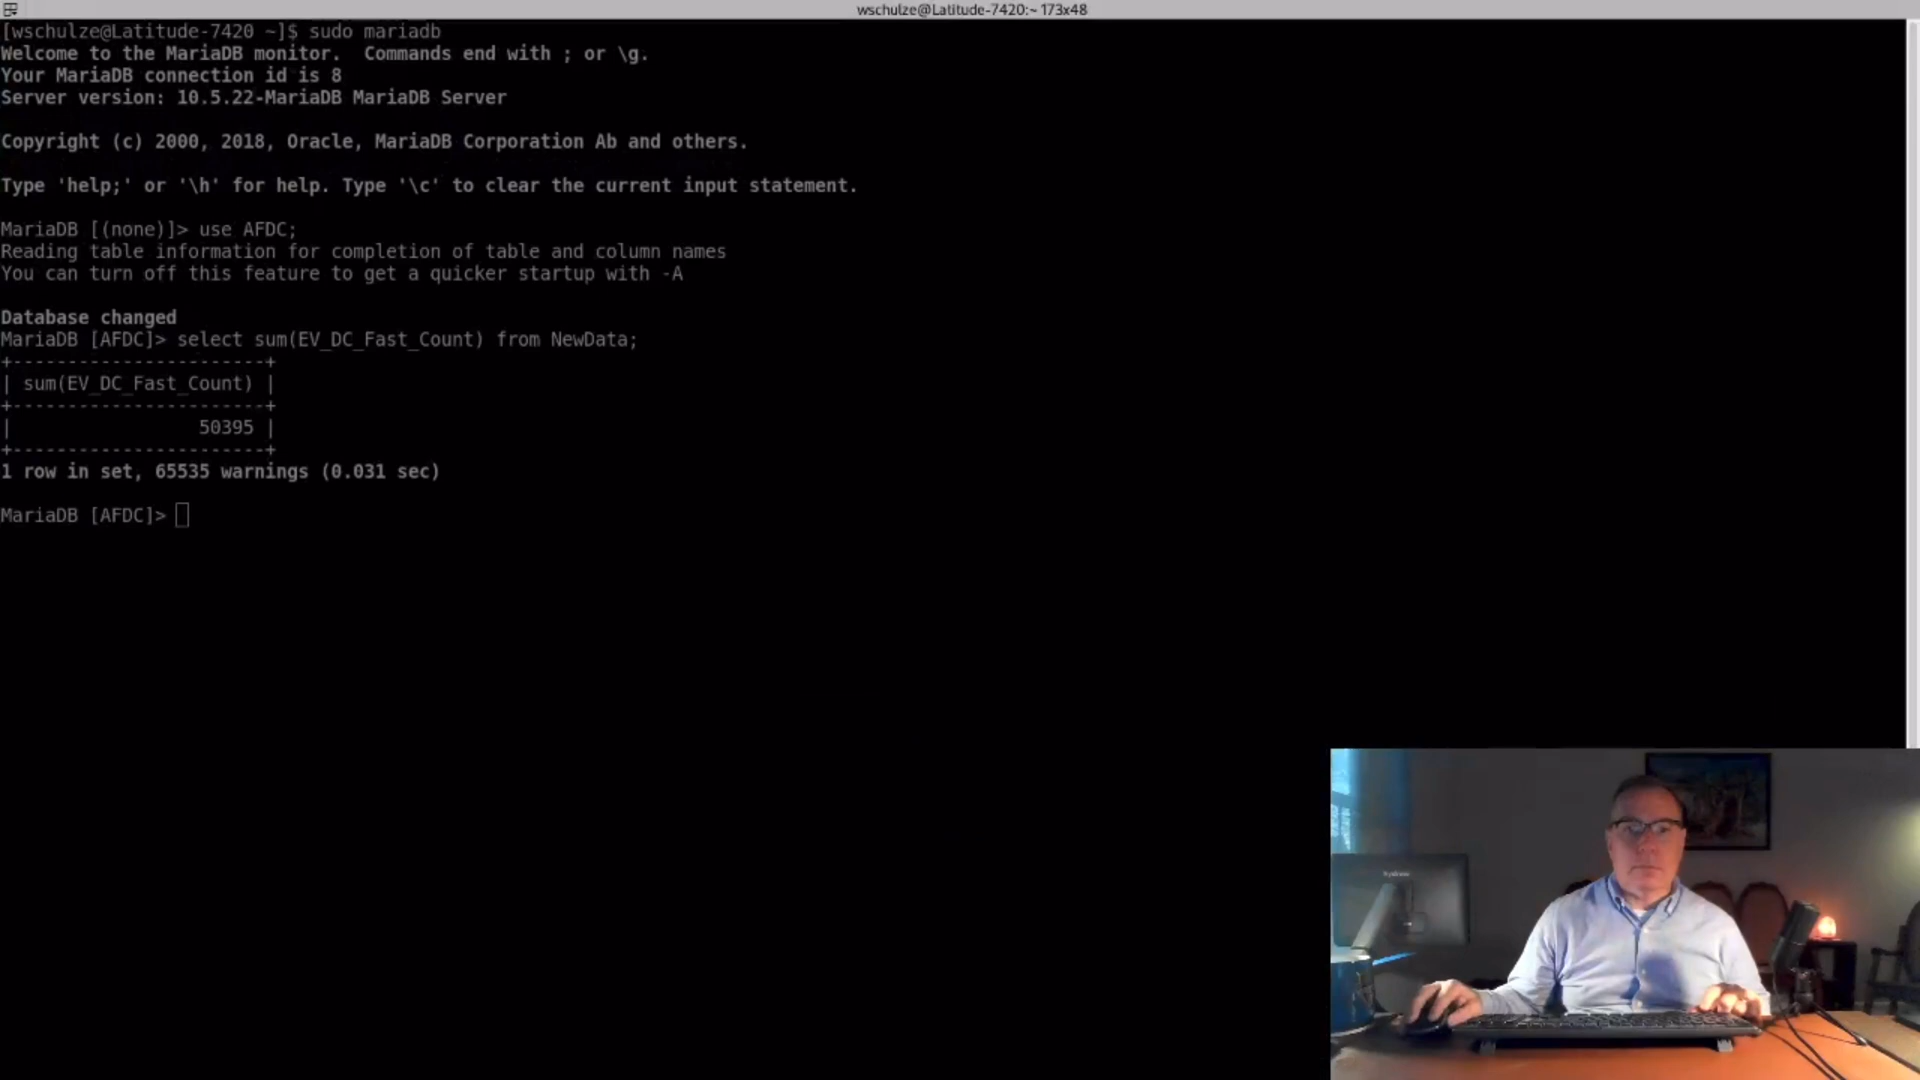 wschulze@Latitude-7420:~ 173x48
[wschulze@Latitude-7420 ~]$ sudo mariadb
Welcome to the MariaDB monitor.  Commands end with ; or \g.
Your MariaDB connection id is 8
Server version: 10.5.22-MariaDB MariaDB Server
Copyright (c) 2000, 2018, Oracle, MariaDB Corporation Ab and others.
Type 'help;' or '\h' for help. Type '\c' to clear the current input statement.
MariaDB [(none)]> use AFDC;
Reading table information for completion of table and column names
You can turn off this feature to get a quicker startup with -A
Database changed
MariaDB [AFDC]> select sum(EV_DC_Fast_Count) from NewData;
+-----------------------+
| sum(EV_DC_Fast_Count) |
+-----------------------+
|                 50395 |
+-----------------------+
1 row in set, 65535 warnings (0.031 sec)
MariaDB [AFDC]>